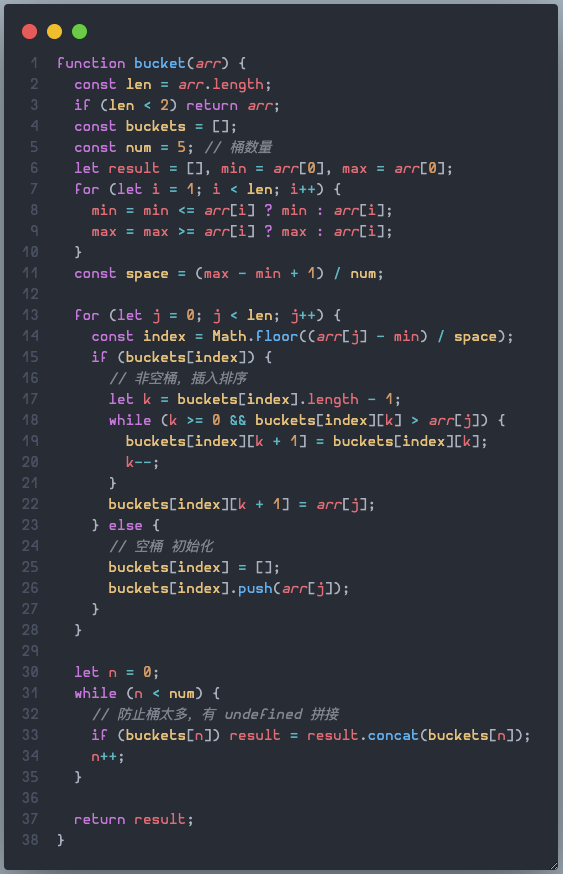 1 function bucket(arr) {
2 const len = arr.length;
3 if (len < 2) return arr;
4 const buckets = [];
5 const num = 5; // 桶数量
6 let result = [], min = arr[0], max = arr[0];
7 for (let i = 1; i < len; i++) {
8 min = min <= arr[i] ? min : arr[i];
9 max = max >= arr[i] ? max : arr[i];
10 }
11 const space = (max - min + 1) / num;
12
13 for (let j = 0; j < len; j++) {
14 const index = Math.floor((arr[j] - min) / space);
15 if (buckets[index]) {
16 // 非空桶，插入排序
17 let k = buckets[index].length - 1;
18 while (k >= 0 && buckets[index][k] > arr[j]) {
19 buckets[index][k + 1] = buckets[index][k];
20 k--;
21 }
22 buckets[index][k + 1] = arr[j];
23 } else {
24 // 空桶 初始化
25 buckets[index] = [];
26 buckets[index].push(arr[j]);
27 }
28 }
29
30 let n = 0;
31 while (n < num) {
32 // 防止桶太多，有 undefined 拼接
33 if (buckets[n]) result = result.concat(buckets[n]);
34 n++;
35 }
36
37 return result;
38 }